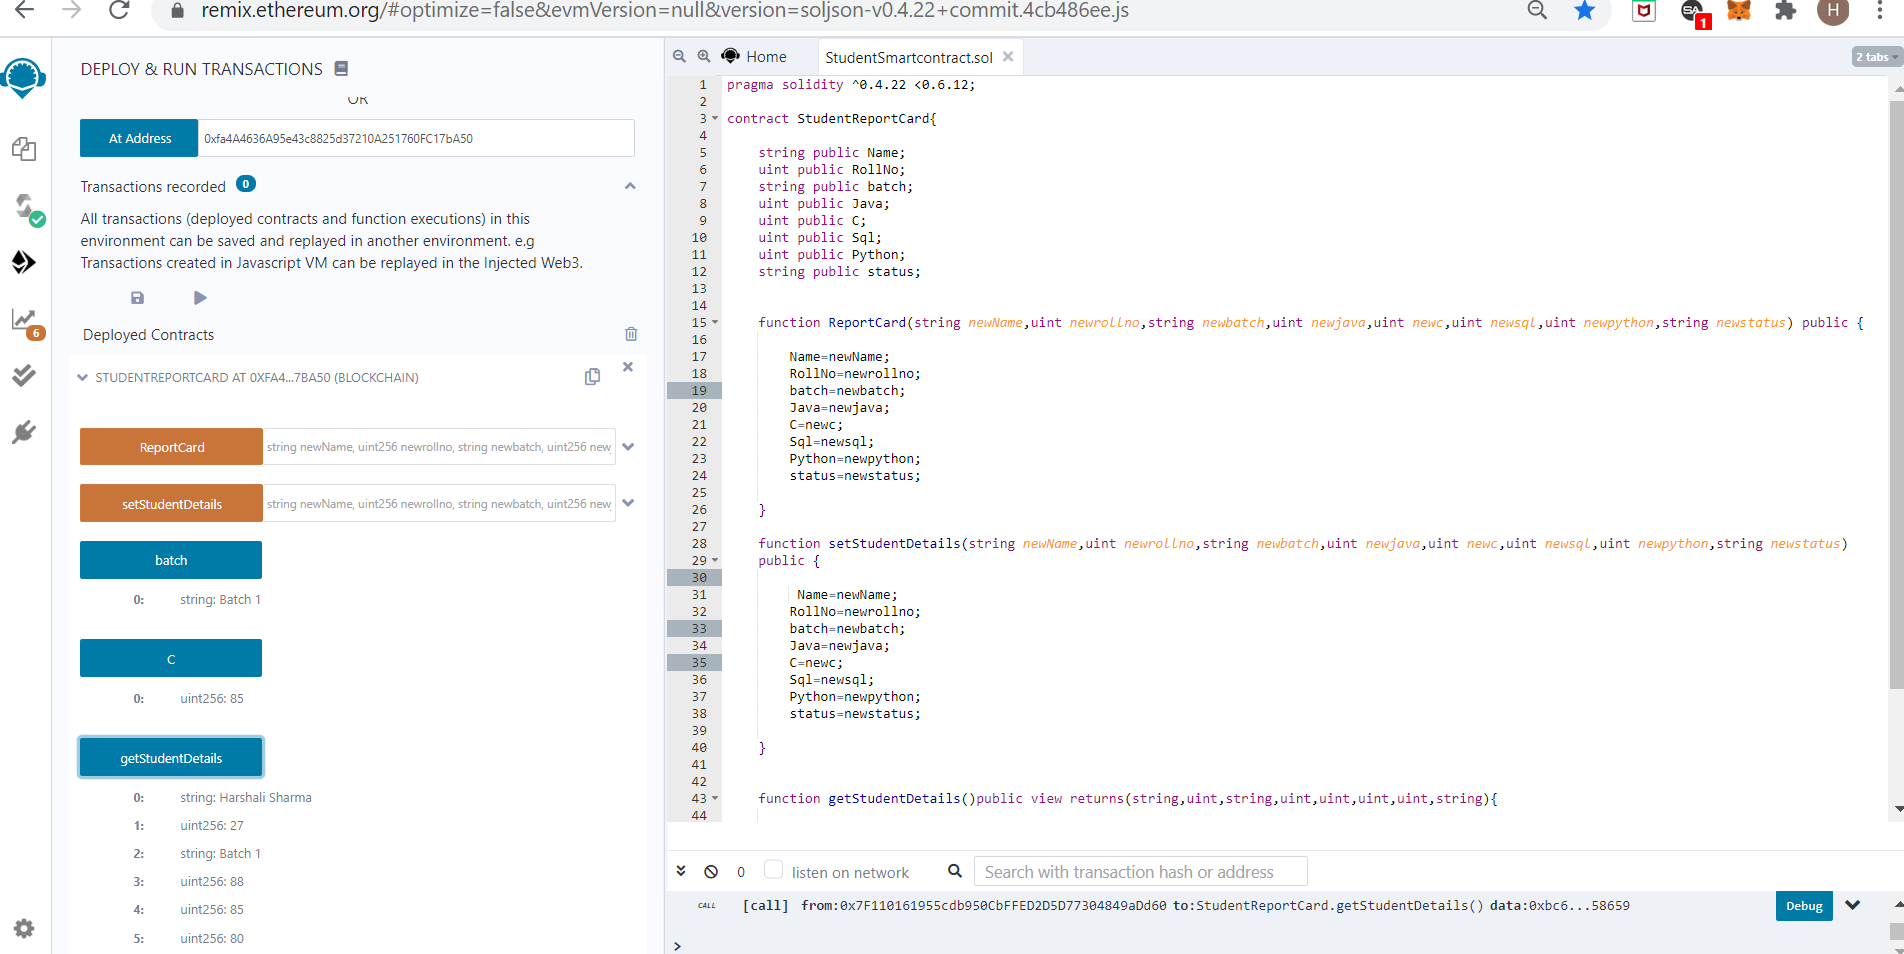 remix.ethereum.org/#optimize=false&evmVersion=null&version=soljson-v0.4.22+commit.4cb486ee.js
1
H
DEPLOY & RUN TRANSACTIONS
OR
At Address 0xfa4A4636A95e43c8825d37210A251760FC17bA50
Transactions recorded 0
All transactions (deployed contracts and function executions) in this
environment can be saved and replayed in another environment. e.g
Transactions created in Javascript VM can be replayed in the Injected Web3.
6
Deployed Contracts
STUDENTREPORTCARD AT 0XFA4...7BA50 (BLOCKCHAIN)
ReportCard string newName, uint256 newrollno, string newbatch, uint256 new
setStudentDetails string newName, uint256 newrollno, string newbatch, uint256 new
batch
0: string: Batch 1
C
0: uint256: 85
getStudentDetails
0: string: Harshali Sharma
1: uint256: 27
2: string: Batch 1
3: uint256: 88
4: uint256: 85
5: uint256: 80
Home
StudentSmartcontract.sol
2 tabs
1 pragma solidity ^0.4.22 <0.6.12;
2
3 contract StudentReportCard{
4
5 string public Name;
6 uint public RollNo;
7 string public batch;
8 uint public Java;
9 uint public C;
10 uint public Sql;
11 uint public Python;
12 string public status;
13
14
15 function ReportCard(string newName,uint newrollno,string newbatch,uint newjava,uint newc,uint newsql,uint newpython,string newstatus) public {
16
17 Name=newName;
18 RollNo=newrollno;
19 batch=newbatch;
20 Java=newjava;
21 C=newc;
22 Sql=newsql;
23 Python=newpython;
24 status=newstatus;
25
26 }
27
28 function setStudentDetails(string newName,uint newrollno,string newbatch,uint newjava,uint newc,uint newsql,uint newpython,string newstatus)
29 public {
30
31 Name=newName;
32 RollNo=newrollno;
33 batch=newbatch;
34 Java=newjava;
35 C=newc;
36 Sql=newsql;
37 Python=newpython;
38 status=newstatus;
39
40 }
41
42
43 function getStudentDetails()public view returns(string,uint,string,uint,uint,uint,uint,string){
44
0 listen on network Search with transaction hash or address
CALL [call] from:0x7F110161955cdb950CbFFED2D5D77304849aDd60 to:StudentReportCard.getStudentDetails() data:0xbc6...58659 Debug
>